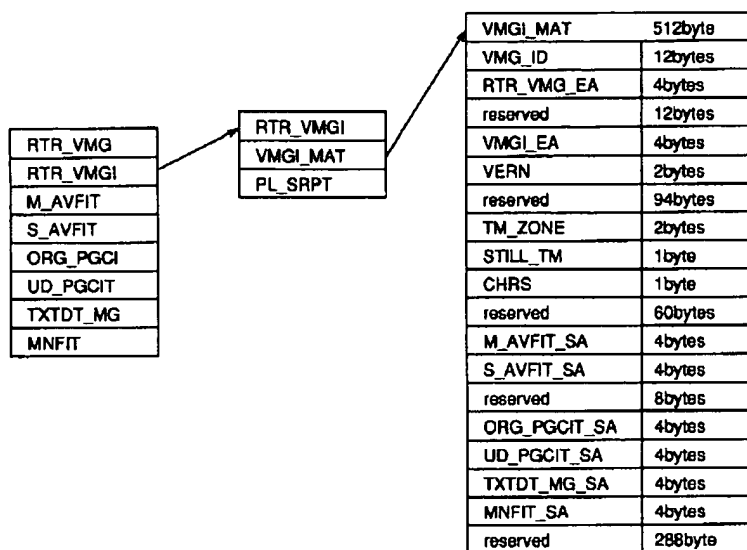 RTR_VMG
RTR_VMGI
M_AVFIT
S_AVFIT
ORG_PGCI
UD_PGCIT
TXTDT_MG
MNFIT
RTR_VMGI
VMGI_MAT
PL_SRPT
VMGI_MAT 512byte
VMG_ID 12bytes
RTR_VMG_EA 4bytes
reserved 12bytes
VMGI_EA 4bytes
VERN 2bytes
reserved 94bytes
TM_ZONE 2bytes
STILL_TM 1byte
CHRS 1byte
reserved 60bytes
M_AVFIT_SA 4bytes
S_AVFIT_SA 4bytes
reserved 8bytes
ORG_PGCIT_SA 4bytes
UD_PGCIT_SA 4bytes
TXTDT_MG_SA 4bytes
MNFIT_SA 4bytes
reserved 288byte